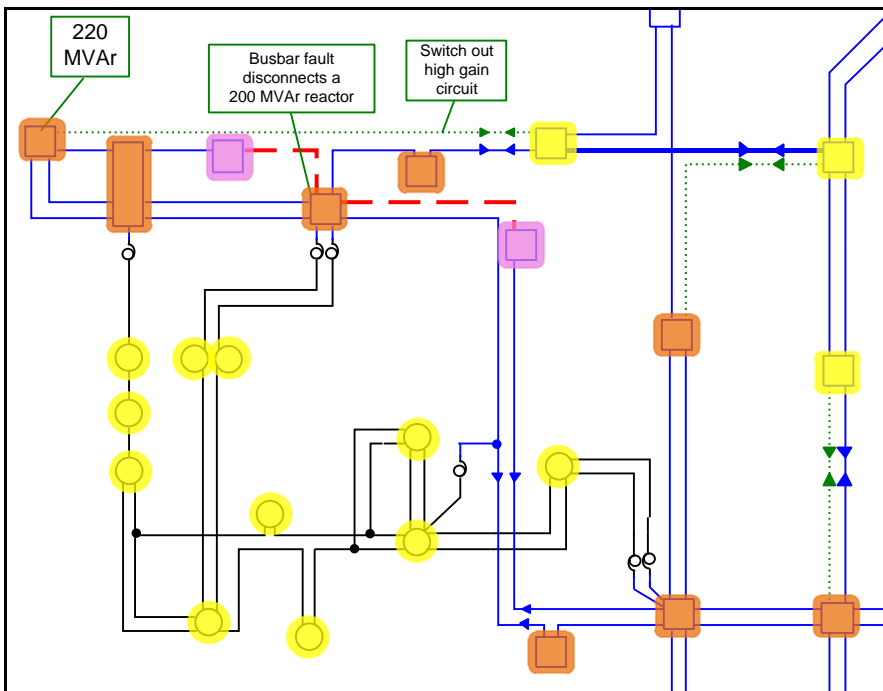 220
MVAr
Busbar fault
disconnects a
200 MVAr reactor
Switch out
high gain
circuit